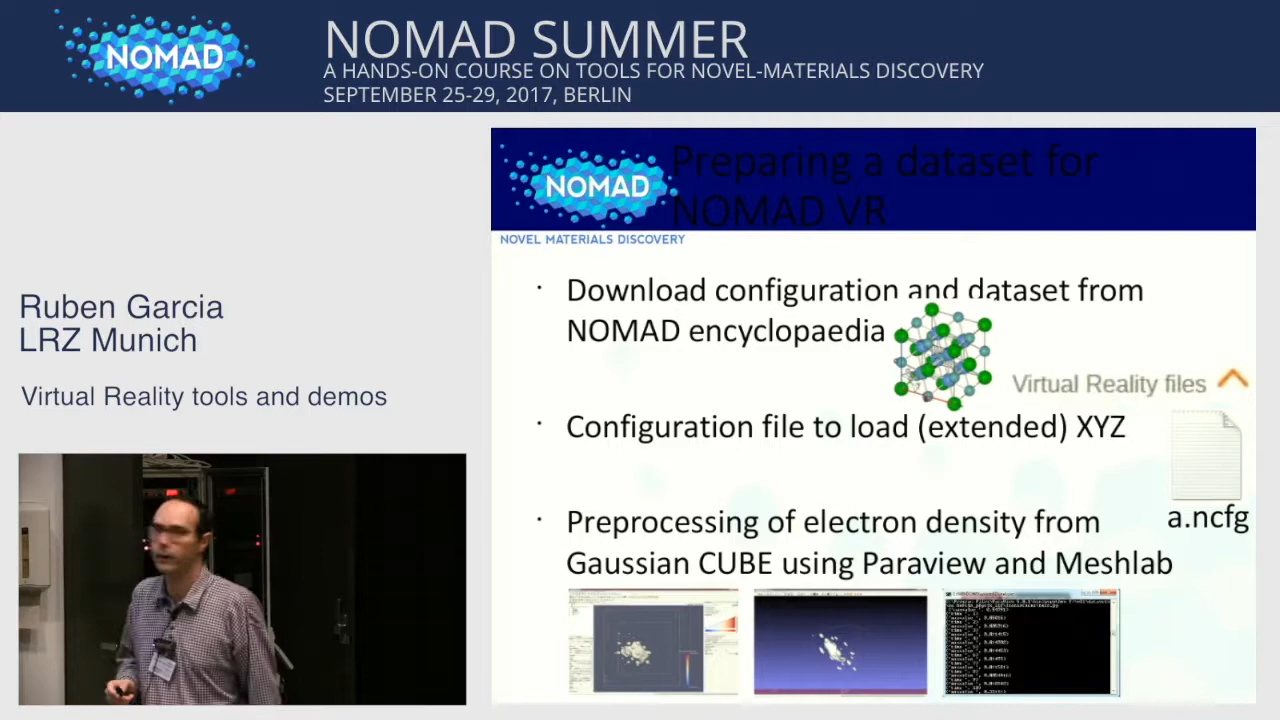 NOMAD
NOMAD SUMMER
A HANDS-ON COURSE ON TOOLS FOR NOVEL-MATERIALS DISCOVERY
SEPTEMBER 25-29, 2017, BERLIN
Ruben Garcia
LRZ Munich
Virtual Reality tools and demos
NOMAD
Preparing a dataset for
NOMAD VR
NOVEL MATERIALS DISCOVERY
· Download configuration and dataset from
NOMAD encyclopaedia
Virtual Reality files
· Configuration file to load (extended) XYZ
a.ncfg
· Preprocessing of electron density from
Gaussian CUBE using Paraview and Meshlab